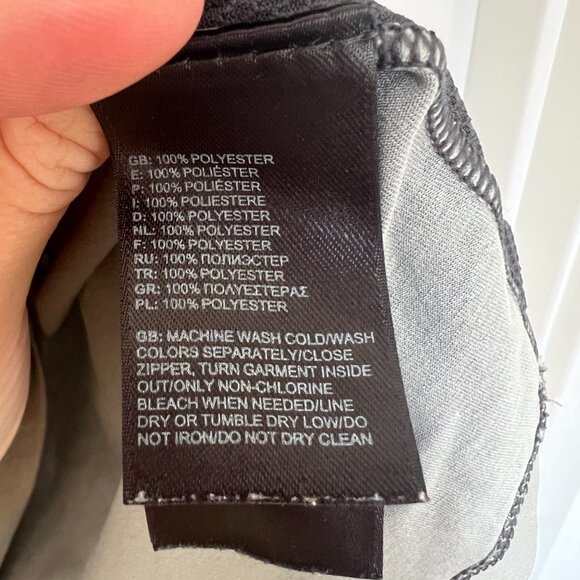 GB: 100% POLYESTER
E: 100% POLIÉSTER
P: 100% POLIÉSTER
I: 100% POLIESTERE
D: 100% POLYESTER
NL: 100% POLYESTER
F: 100% POLYESTER
RU: 100% ПОЛИЭСТЕР
TR: 100% POLYESTER
GR: 100% ΠΟΛΥΕΣΤΕΡΑΣ
PL: 100% POLYESTER
GB: MACHINE WASH COLD/WASH
COLORS SEPARATELY/CLOSE
ZIPPER, TURN GARMENT INSIDE
OUT/ONLY NON-CHLORINE
BLEACH WHEN NEEDED/LINE
DRY OR TUMBLE DRY LOW/DO
NOT IRON/DO NOT DRY CLEAN